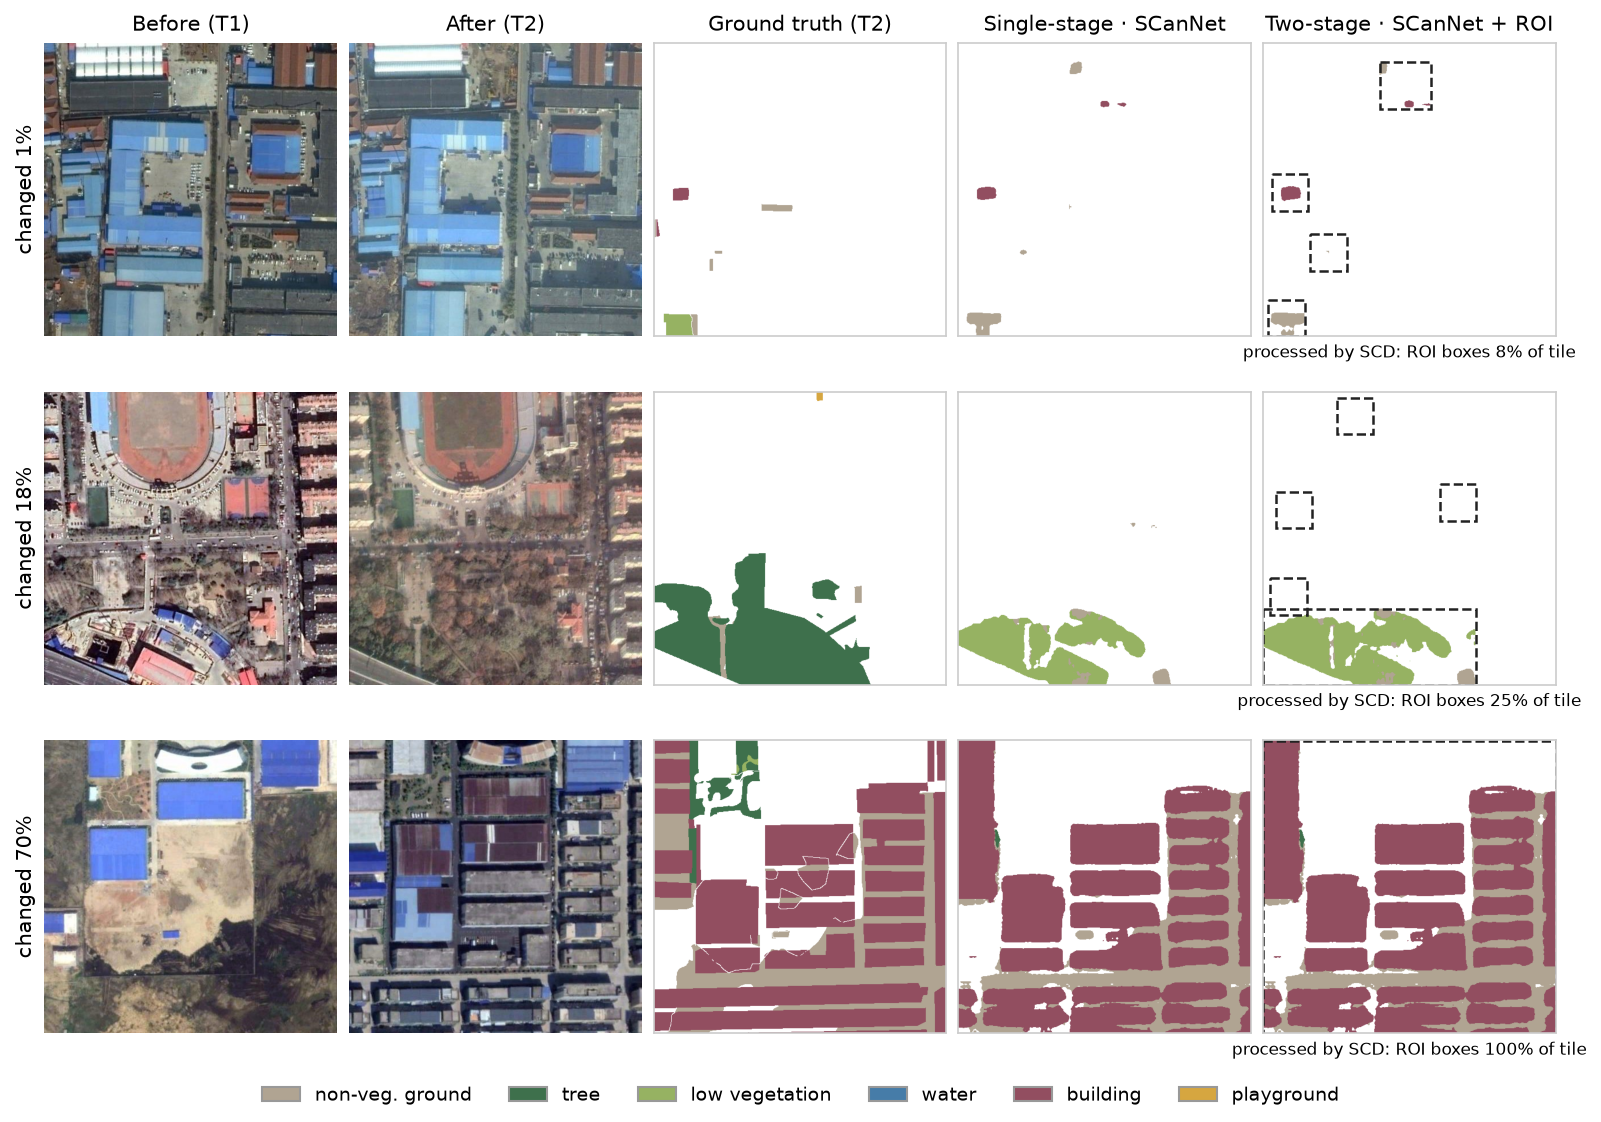 Before (T1)
After (T2)
Ground truth (T2)
Single-stage · SCanNet
Two-stage · SCanNet + ROI
changed 1%
processed by SCD: ROI boxes 8% of tile
changed 18%
processed by SCD: ROI boxes 25% of tile
changed 70%
processed by SCD: ROI boxes 100% of tile
non-veg. ground
tree
low vegetation
water
building
playground